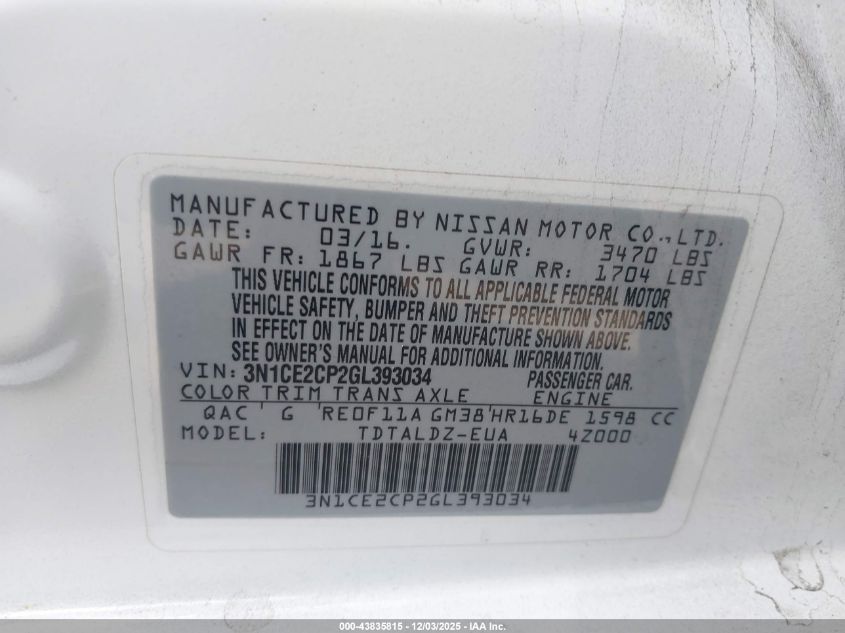 MANUFACTURED BY NISSAN MOTOR CO.,LTD.
DATE: 03/16. GVWR: 3470 LBS
GAWR FR: 1867 LBS GAWR RR: 1704 LBS
THIS VEHICLE CONFORMS TO ALL APPLICABLE FEDERAL MOTOR
VEHICLE SAFETY, BUMPER AND THEFT PREVENTION STANDARDS
IN EFFECT ON THE DATE OF MANUFACTURE SHOWN ABOVE.
SEE OWNER'S MANUAL FOR ADDITIONAL INFORMATION.
VIN: 3N1CE2CP2GL393034 PASSENGER CAR.
COLOR TRIM TRANS AXLE ENGINE
QAC G RE0F11A GM38 HR16DE 1598 CC
MODEL: TDTALDZ-EUA 4Z000
3N1CE2CP2GL393034
000-43835815 | 12/03/2025 - IAA Inc.